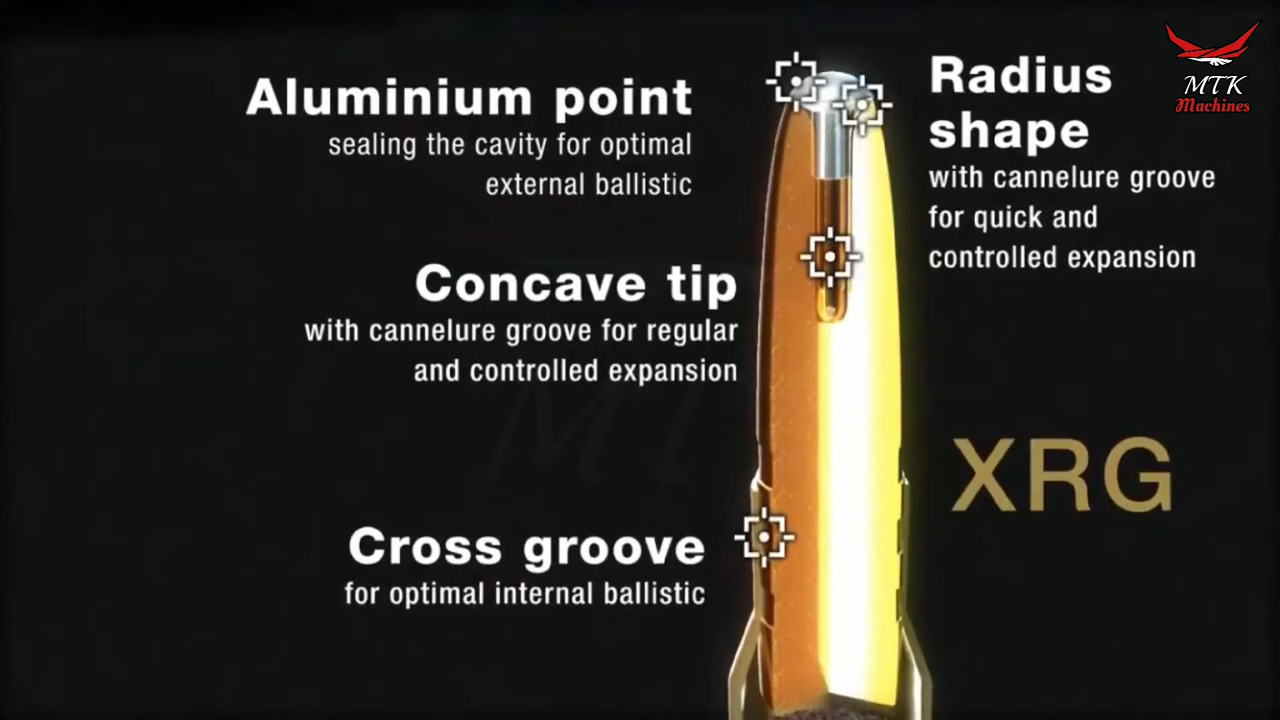 Aluminium point
sealing the cavity for optimal
external ballistic
Radius
shape
with cannelure groove
for quick and
controlled expansion
Concave tip
with cannelure groove for regular
and controlled expansion
XRG
Cross groove
for optimal internal ballistic
MTK
Machines
MT